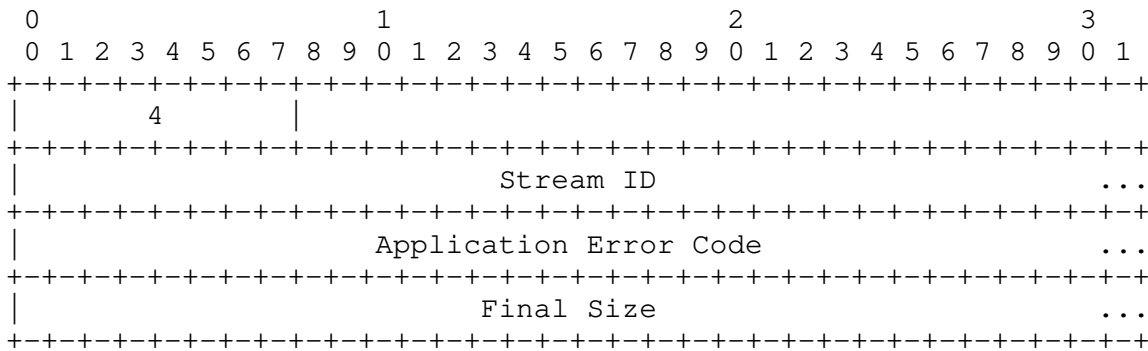 0                   1                   2                   3
 0 1 2 3 4 5 6 7 8 9 0 1 2 3 4 5 6 7 8 9 0 1 2 3 4 5 6 7 8 9 0 1
+-+-+-+-+-+-+-+-+-+-+-+-+-+-+-+-+-+-+-+-+-+-+-+-+-+-+-+-+-+-+-+-+
|       4       |
+-+-+-+-+-+-+-+-+-+-+-+-+-+-+-+-+-+-+-+-+-+-+-+-+-+-+-+-+-+-+-+-+
|                           Stream ID                         ...
+-+-+-+-+-+-+-+-+-+-+-+-+-+-+-+-+-+-+-+-+-+-+-+-+-+-+-+-+-+-+-+-+
|                    Application Error Code                   ...
+-+-+-+-+-+-+-+-+-+-+-+-+-+-+-+-+-+-+-+-+-+-+-+-+-+-+-+-+-+-+-+-+
|                          Final Size                         ...
+-+-+-+-+-+-+-+-+-+-+-+-+-+-+-+-+-+-+-+-+-+-+-+-+-+-+-+-+-+-+-+-+